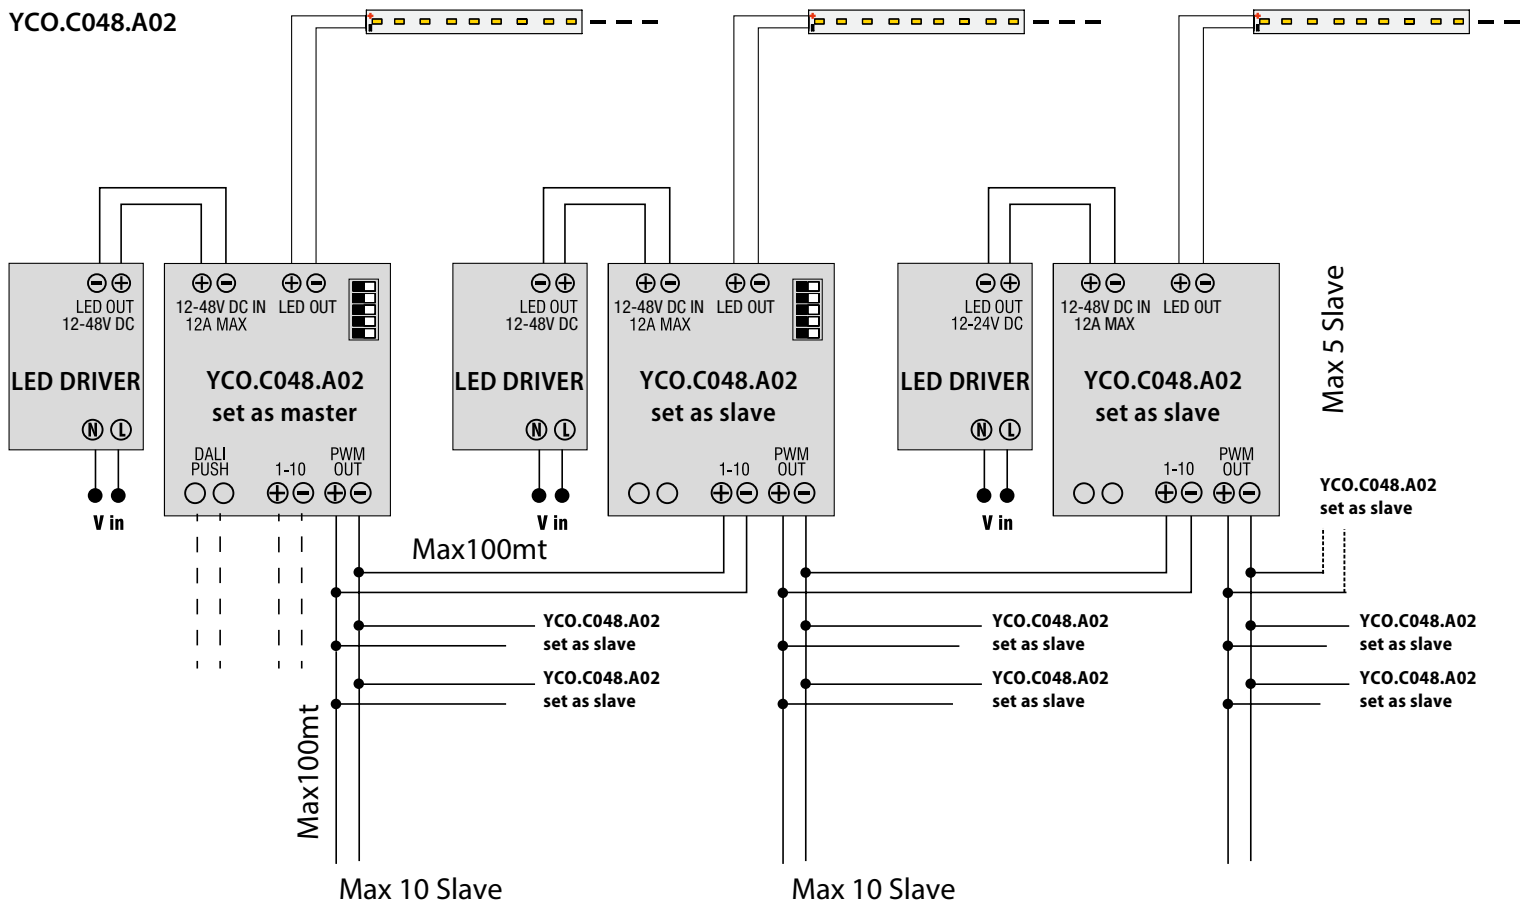 YCO.C048.A02
LED OUT
12-48V DC
LED DRIVER
N L
V in
12-48V DC IN
12A MAX
LED OUT
YCO.C048.A02
set as master
DALI
PUSH
1-10
PWM
OUT
LED OUT
12-48V DC
LED DRIVER
N L
V in
12-48V DC IN
12A MAX
LED OUT
YCO.C048.A02
set as slave
1-10
PWM
OUT
LED OUT
12-24V DC
LED DRIVER
N L
V in
12-48V DC IN
12A MAX
LED OUT
YCO.C048.A02
set as slave
1-10
PWM
OUT
Max 5 Slave
YCO.C048.A02
set as slave
Max100mt
YCO.C048.A02
set as slave
YCO.C048.A02
set as slave
YCO.C048.A02
set as slave
YCO.C048.A02
set as slave
YCO.C048.A02
set as slave
YCO.C048.A02
set as slave
Max100mt
Max 10 Slave
Max 10 Slave